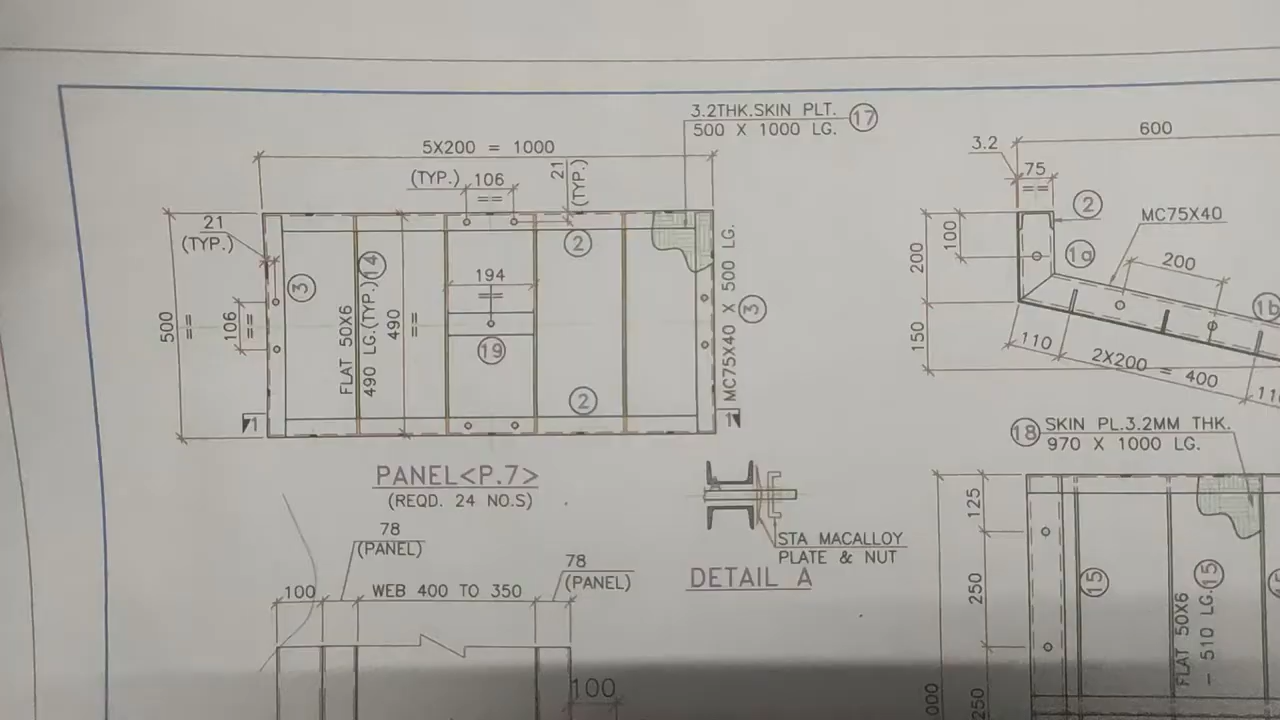 3.2THK.SKIN PLT.
500 X 1000 LG.
17
5X200 = 1000
(TYP.)
106
==
21
(TYP.)
21
(TYP.)
2
3
14
FLAT 50X6
490 LG.(TYP.)
490
==
194
==
19
500
==
106
==
MC75X40 X 500 LG.
3
2
1
1
PANEL<P.7>
(REQD. 24 NO.S)
78
(PANEL)
78
(PANEL)
100
WEB 400 TO 350
100
STA MACALLOY
PLATE & NUT
DETAIL A
600
3.2
75
==
2
MC75X40
200
100
1a
200
1b
150
110
2X200 = 400
18
SKIN PL.3.2MM THK.
970 X 1000 LG.
125
250
250
15
FLAT 50X6
- 510 LG.
15